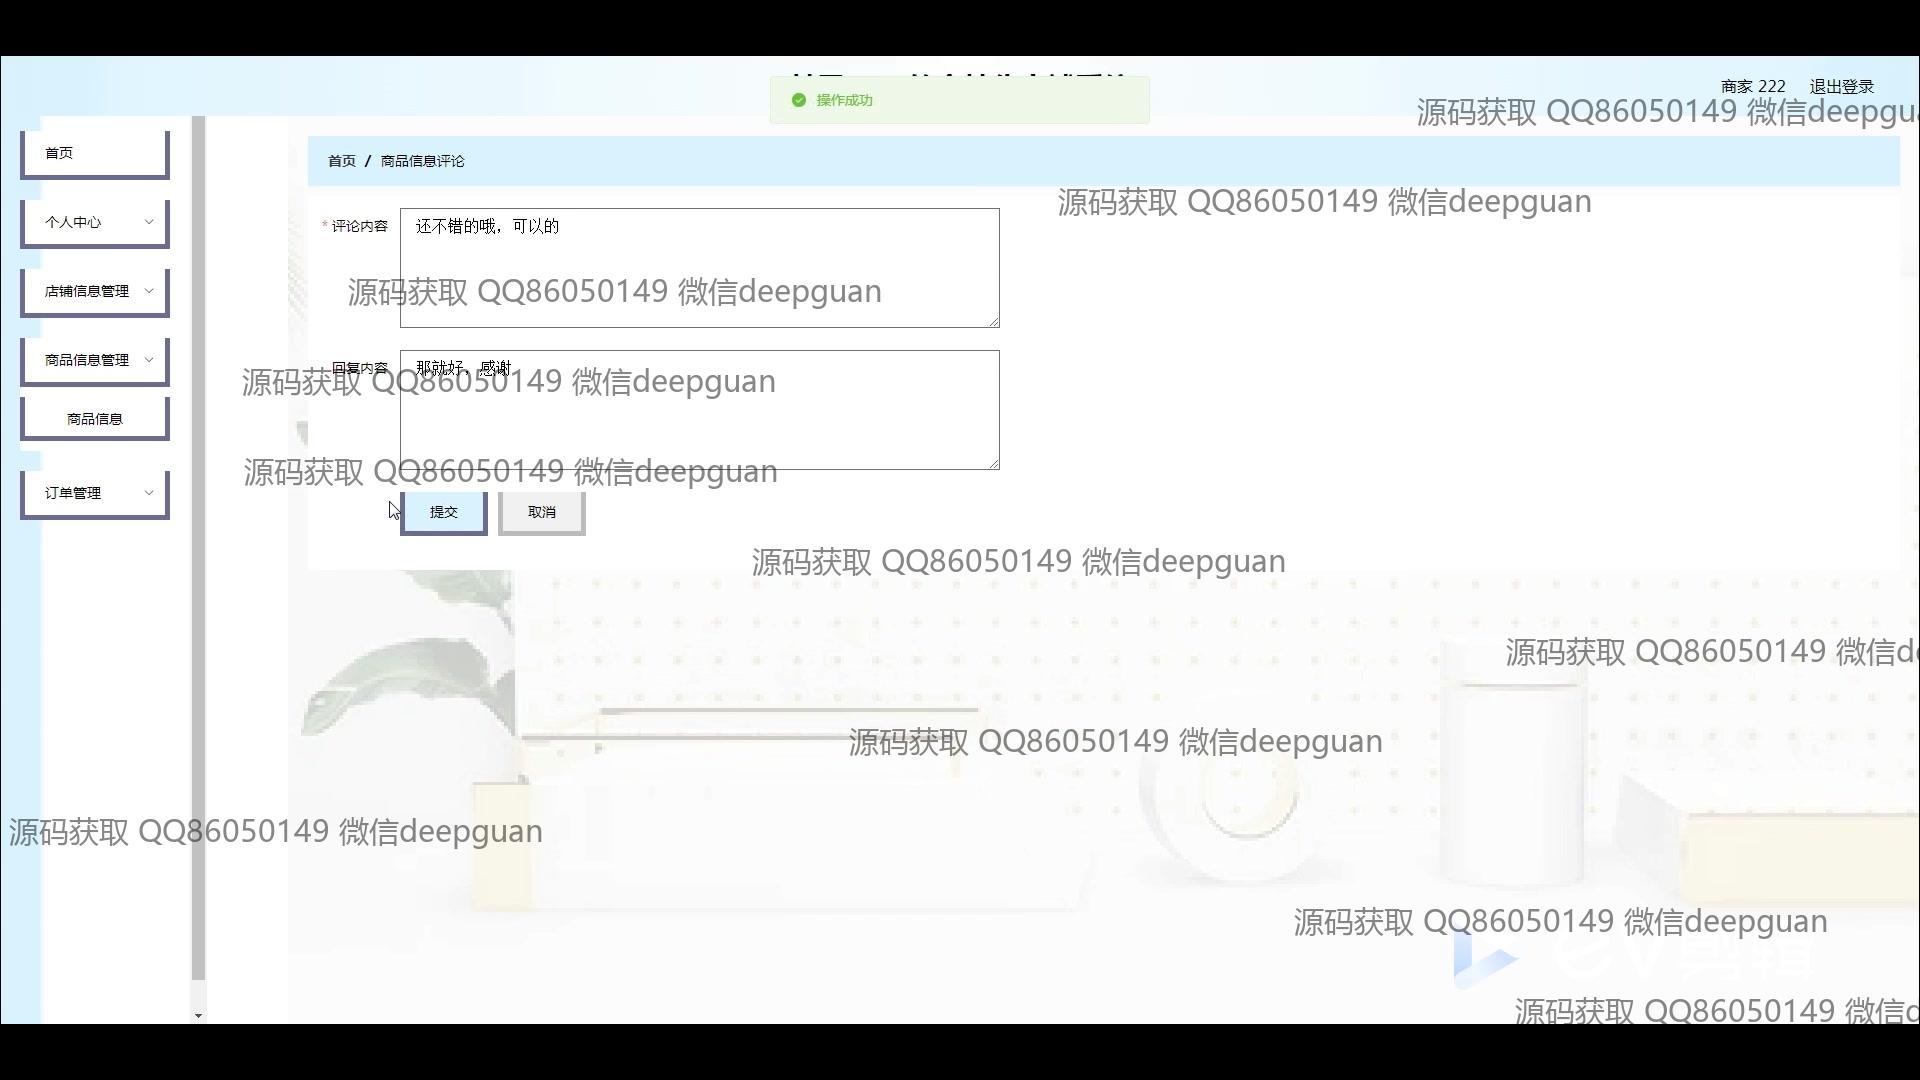 操作成功
商家 222 退出登录
源码获取 QQ86050149 微信deepgua
首页
首页 / 商品信息评论
源码获取 QQ86050149 微信deepguan
个人中心
* 评论内容 还不错的哦，可以的
店铺信息管理
源码获取 QQ86050149 微信deepguan
商品信息管理
回复内容 那就好，感谢
源码获取 QQ86050149 微信deepguan
商品信息
源码获取 QQ86050149 微信deepguan
订单管理
提交 取消
源码获取 QQ86050149 微信deepguan
源码获取 QQ86050149 微信d
源码获取 QQ86050149 微信deepguan
源码获取 QQ86050149 微信deepguan
源码获取 QQ86050149 微信deepguan
EV剪辑
源码获取 QQ86050149 微信d